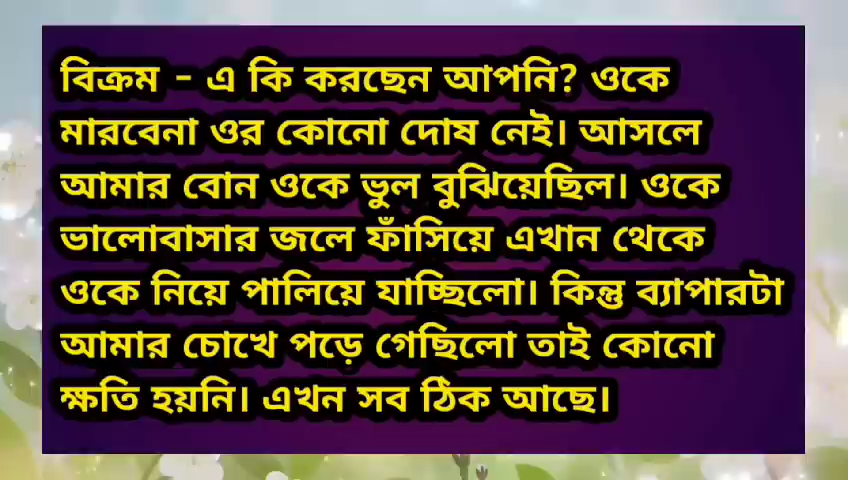 বিক্রম - এ কি করছেন আপনি? ওকে
মারবেনা ওর কোনো দোষ নেই। আসলে
আমার বোন ওকে ভুল বুঝিয়েছিল। ওকে
ভালোবাসার জলে ফাঁসিয়ে এখান থেকে
ওকে নিয়ে পালিয়ে যাচ্ছিলো। কিন্তু ব্যাপারটা
আমার চোখে পড়ে গেছিলো তাই কোনো
ক্ষতি হয়নি। এখন সব ঠিক আছে।